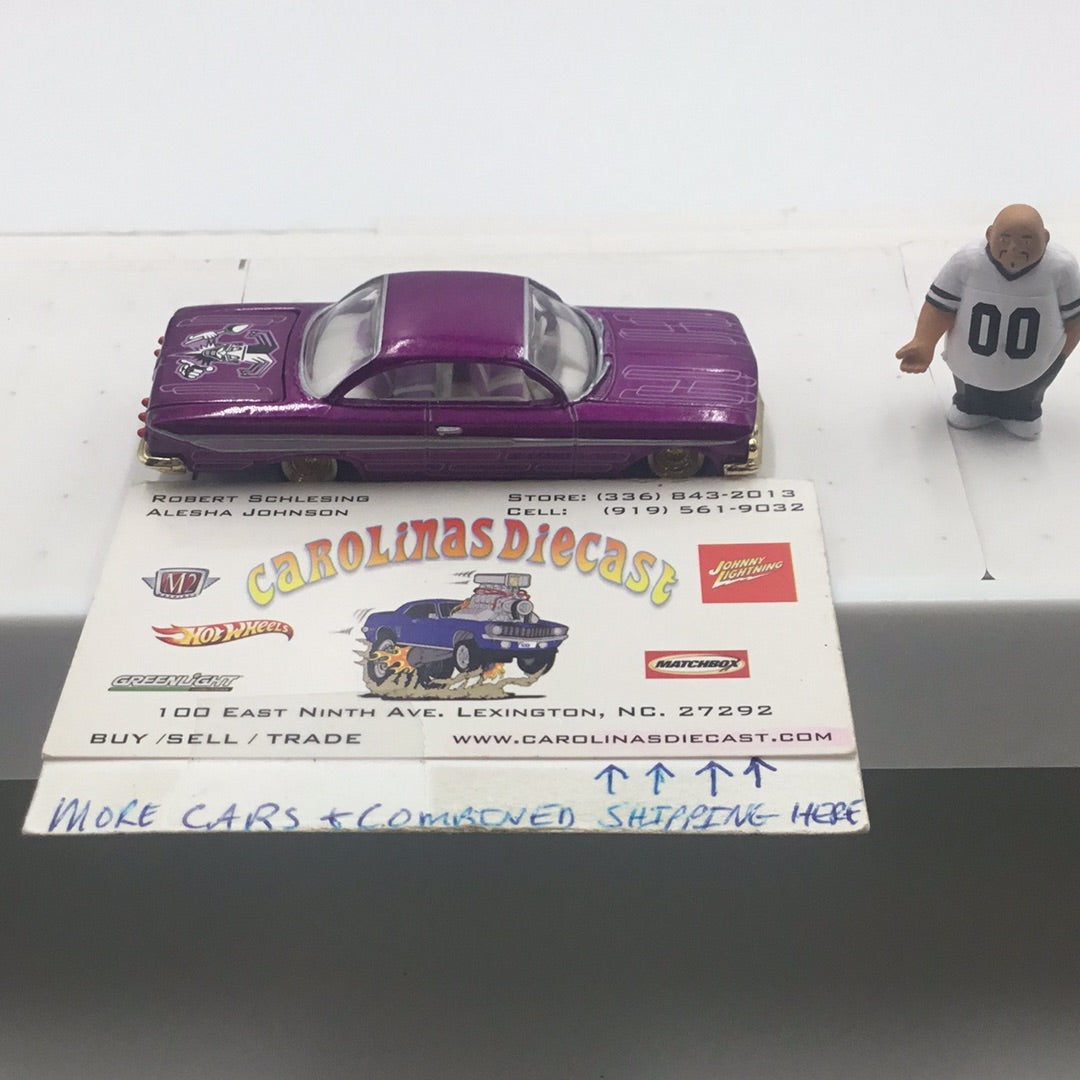 00
ROBERT SCHLESING STORE: (336) 843-2013
ALESHA JOHNSON CELL: (919) 561-9032
CAROLINAS DIECAST
M2
JOHNNY LIGHTNING
HOT WHEELS
MATCHBOX
GREENLIGHT
100 EAST NINTH AVE. LEXINGTON, NC. 27292
BUY /SELL / TRADE WWW.CAROLINASDIECAST.COM
↑ ↑ ↑ ↑
MORE CARS + COMBINED SHIPPING HERE